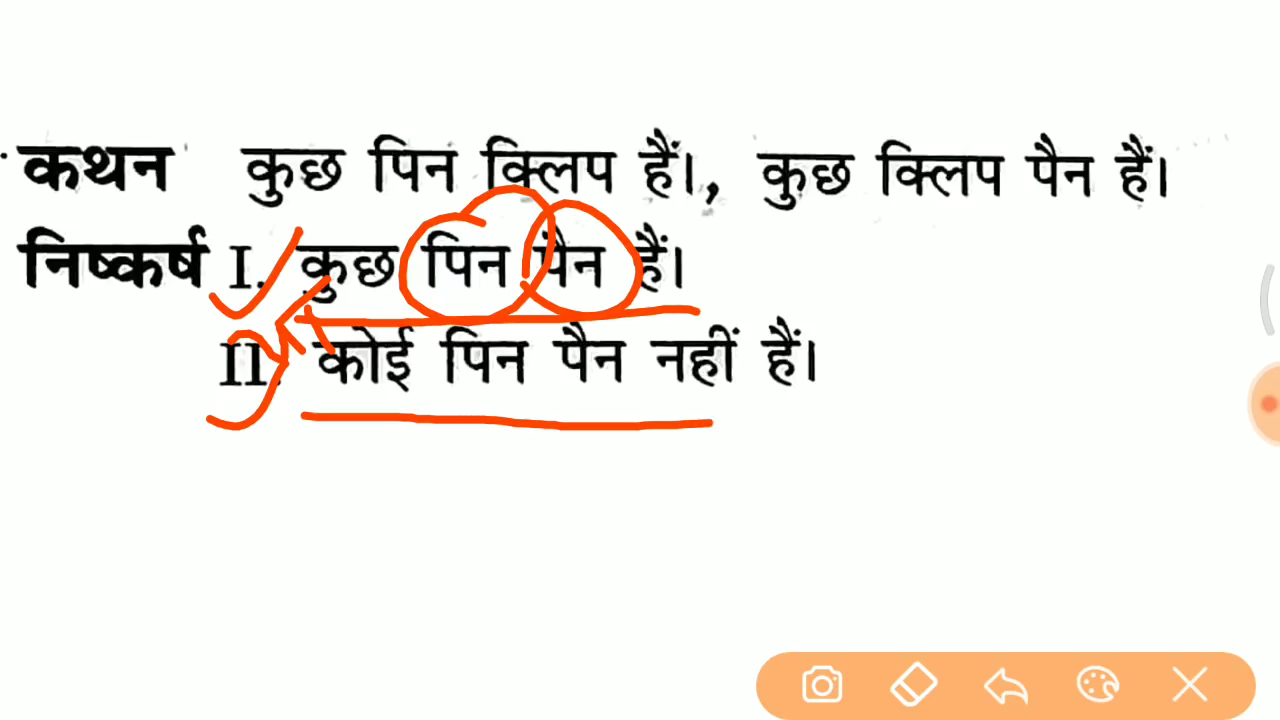 कथन कुछ पिन क्लिप हैं।, कुछ क्लिप पैन हैं।
निष्कर्ष I. कुछ पिन पैन हैं।
II. कोई पिन पैन नहीं हैं।